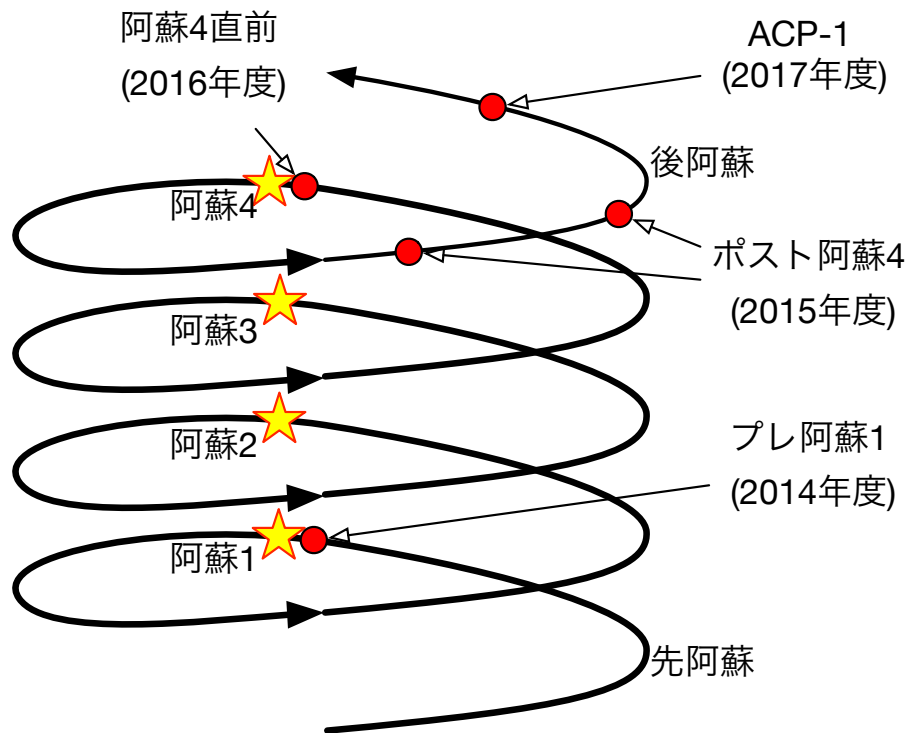 阿蘇4直前
(2016年度)
ACP-1
(2017年度)
後阿蘇
阿蘇4
ポスト阿蘇4
(2015年度)
阿蘇3
阿蘇2
プレ阿蘇1
(2014年度)
阿蘇1
先阿蘇